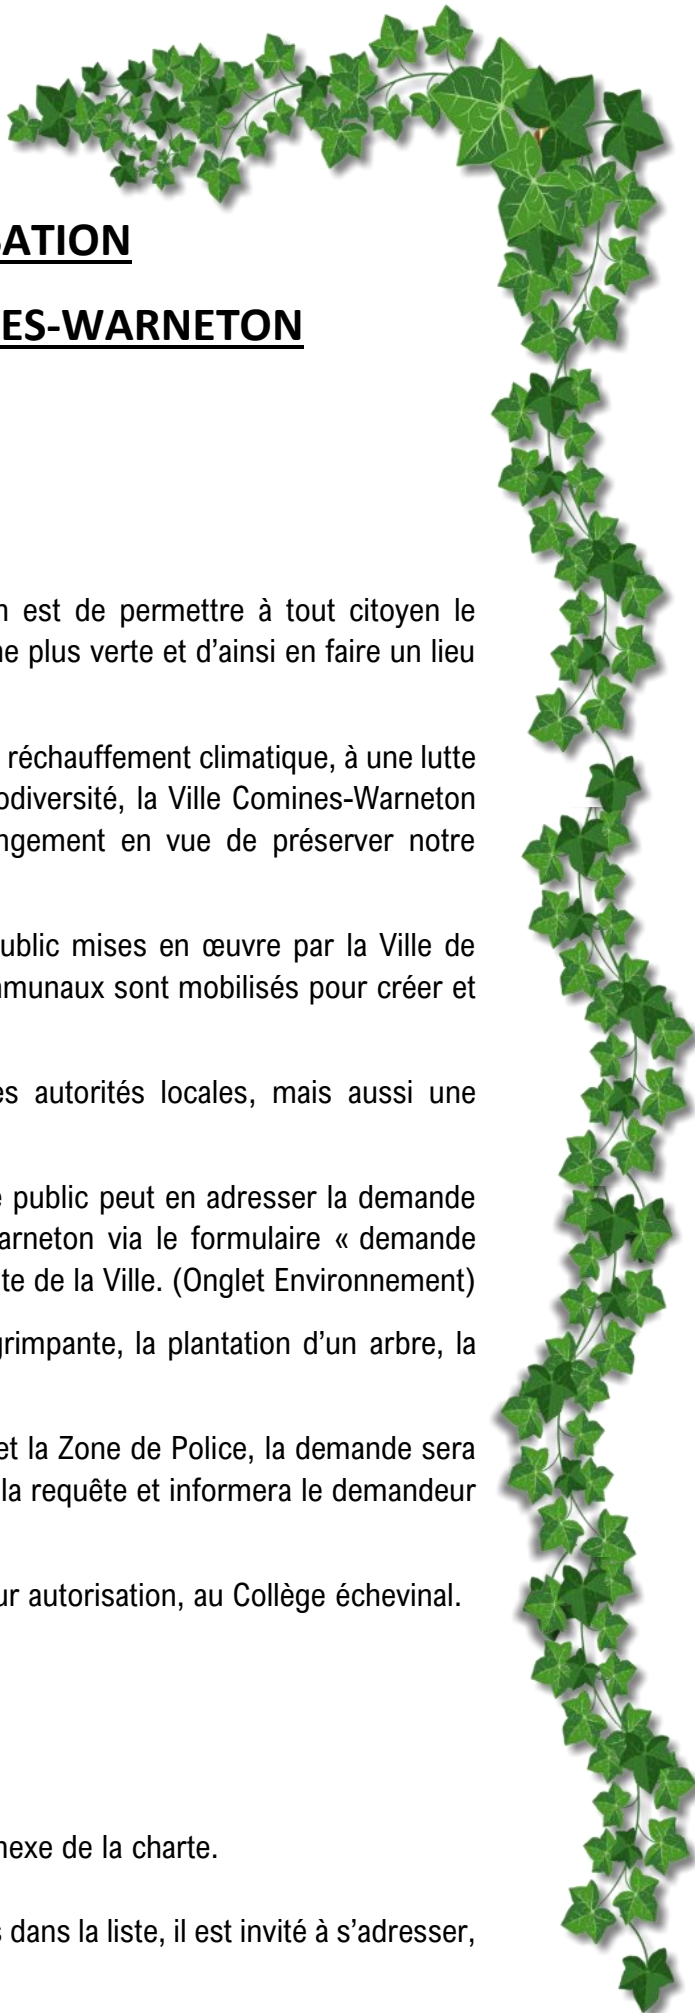 SATION
ES-WARNETON
n est de permettre à tout citoyen le
ne plus verte et d'ainsi en faire un lieu
réchauffement climatique, à une lutte
odiversité, la Ville Comines-Warneton
ngement en vue de préserver notre
ublic mises en œuvre par la Ville de
mmunaux sont mobilisés pour créer et
es autorités locales, mais aussi une
e public peut en adresser la demande
arneton via le formulaire « demande
te de la Ville. (Onglet Environnement)
grimpante, la plantation d'un arbre, la
et la Zone de Police, la demande sera
la requête et informera le demandeur
ur autorisation, au Collège échevinal.
nexe de la charte.
s dans la liste, il est invité à s'adresser,